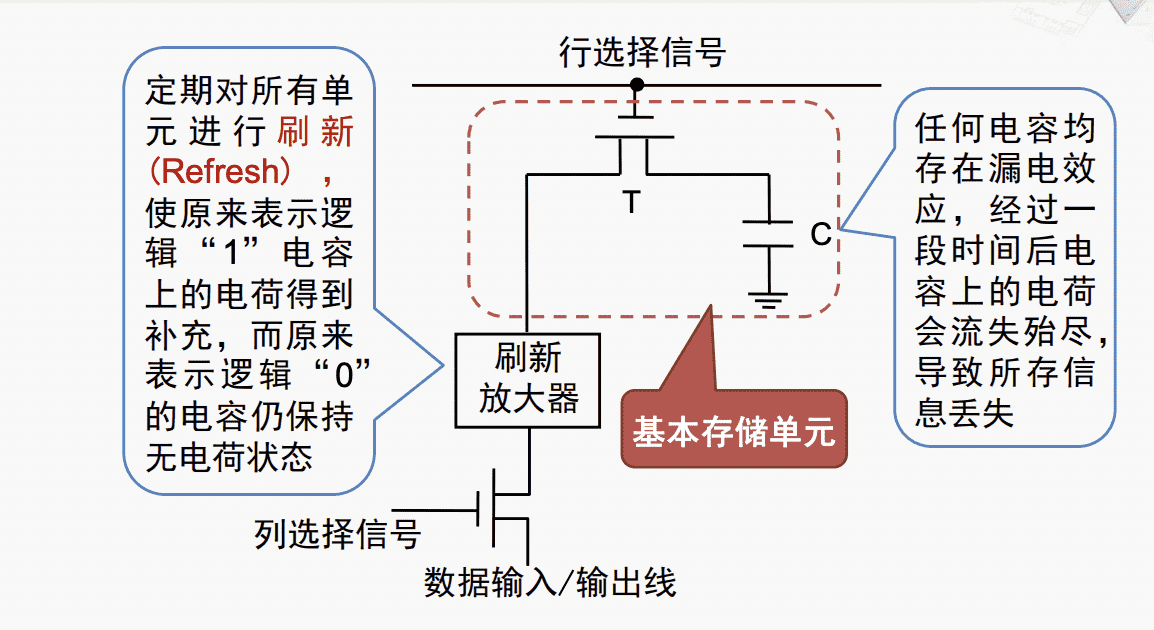 行选择信号
定期对所有单
元进行刷新
(Refresh)，
使原来表示逻
辑“1”电容
上的电荷得到
补充，而原来
表示逻辑“0”
的电容仍保持
无电荷状态
T
C
任何电容均
存在漏电效
应，经过一
段时间后电
容上的电荷
会流失殆尽，
导致所存信
息丢失
刷新
放大器
基本存储单元
列选择信号
数据输入/输出线